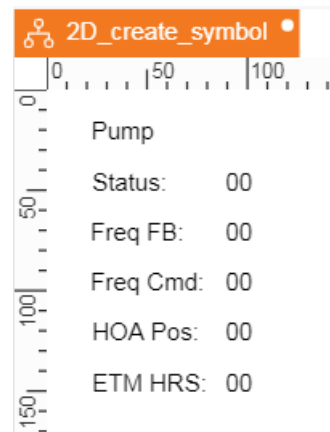 2D_create_symbol
0 50 100
0
50
100
150
Pump
Status: 00
Freq FB: 00
Freq Cmd: 00
HOA Pos: 00
ETM HRS: 00